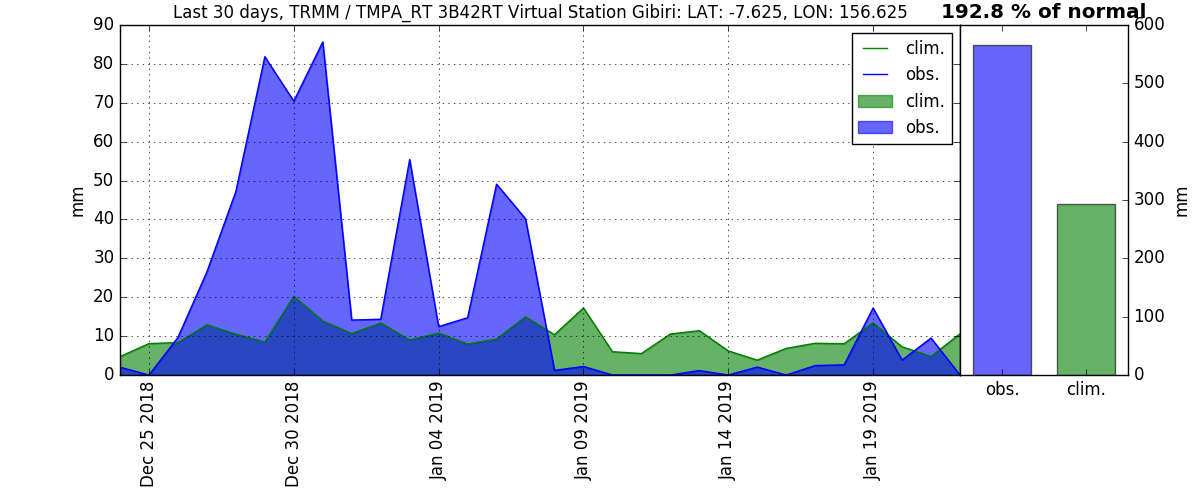 Last 30 days, TRMM / TMPA_RT 3B42RT Virtual Station Gibiri: LAT: -7.625, LON: 156.625
192.8 % of normal
90
80
70
60
50
40
30
20
10
0
mm
Dec 25 2018
Dec 30 2018
Jan 04 2019
Jan 09 2019
Jan 14 2019
Jan 19 2019
clim.
obs.
clim.
obs.
600
500
400
300
200
100
0
mm
obs.
clim.